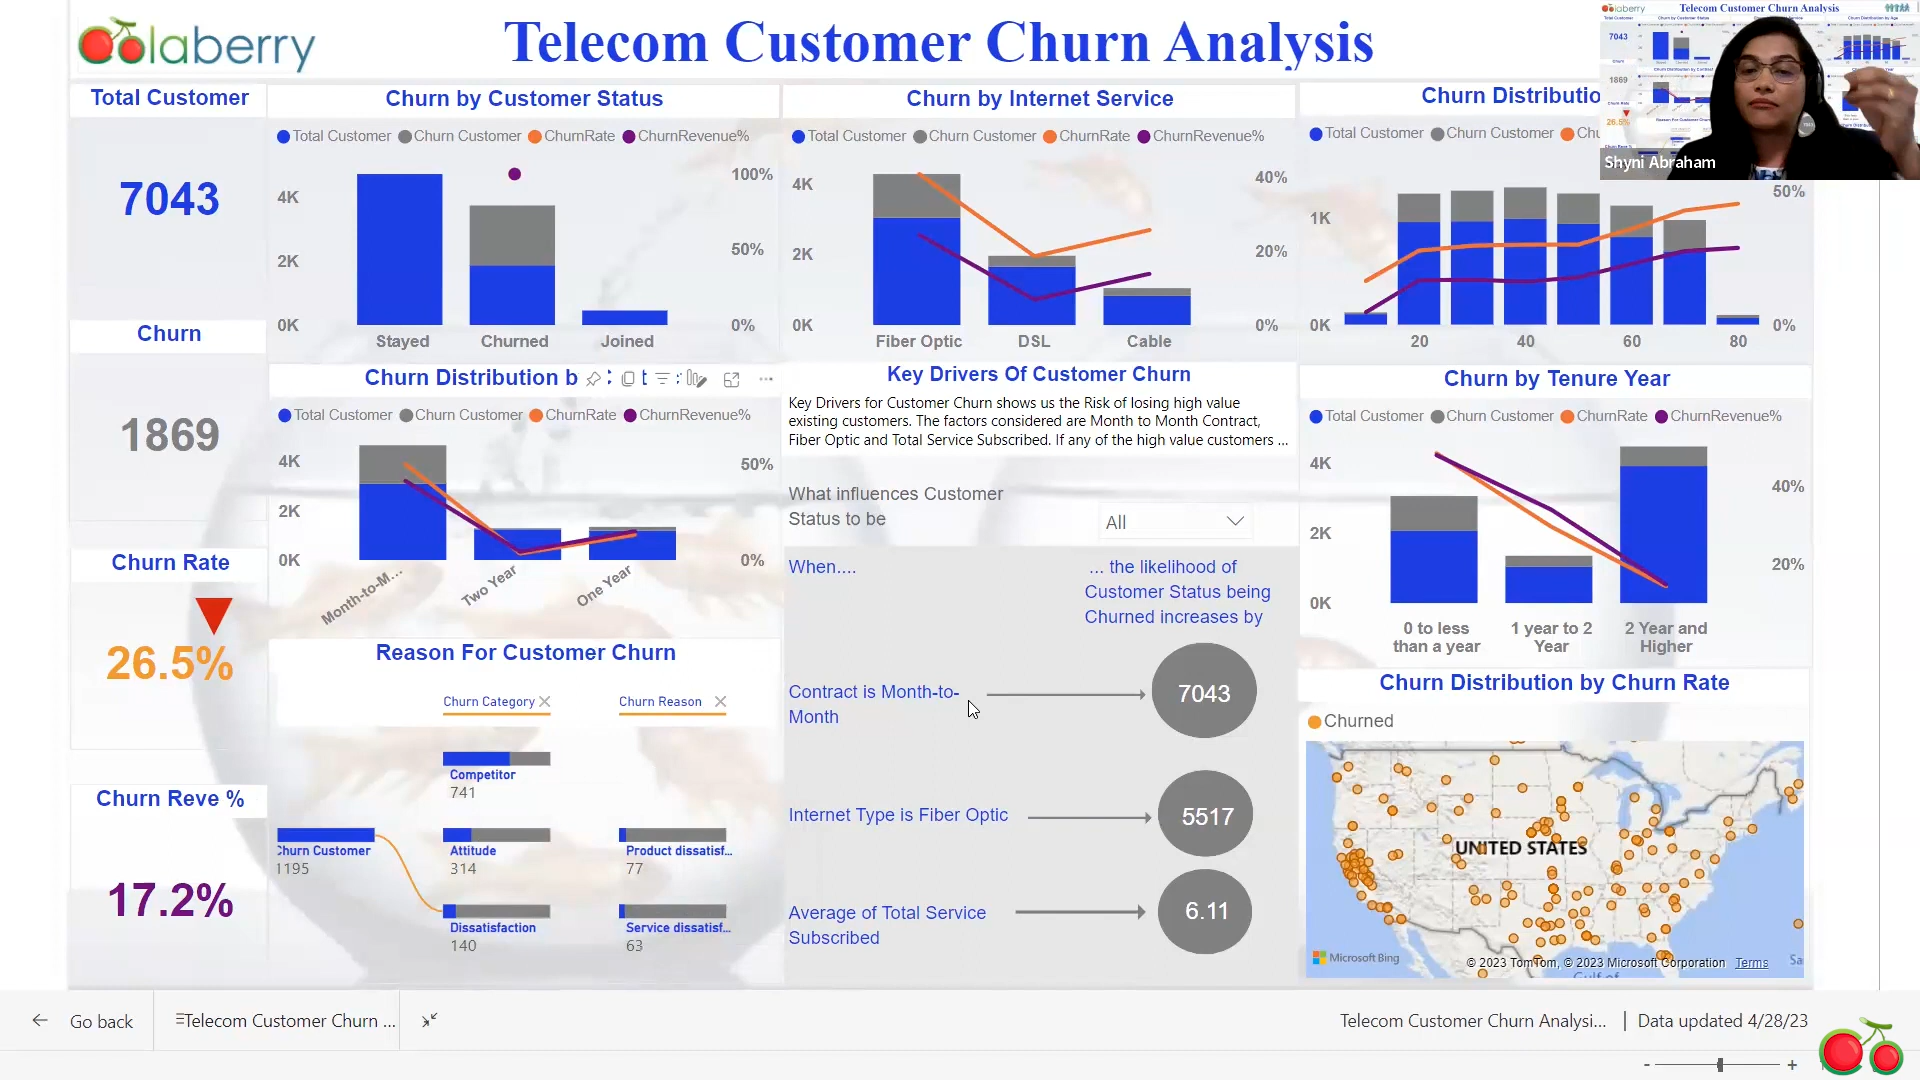 Colaberry
Telecom Customer Churn Analysis
Total Customer
7043
Churn
1869
Churn Rate
26.5%
Churn Reve %
17.2%
Churn by Customer Status
Total Customer Churn Customer ChurnRate ChurnRevenue%
4K
2K
0K
100%
50%
0%
Stayed Churned Joined
Churn by Internet Service
Total Customer Churn Customer ChurnRate ChurnRevenue%
4K
2K
0K
40%
20%
0%
Fiber Optic DSL Cable
Churn Distributio
Total Customer Churn Customer Chu
1K
0K
50%
0%
20 40 60 80
Telecom Customer Churn Analysis
7043
1869
26.5%
Shyni Abraham
Churn Distribution b
Total Customer Churn Customer ChurnRate ChurnRevenue%
4K
2K
0K
50%
0%
Month-to-M... Two Year One Year
Reason For Customer Churn
Churn Category Churn Reason
Churn Customer
1195
Competitor
741
Attitude
314
Dissatisfaction
140
Product dissatisf...
77
Service dissatisf...
63
Key Drivers Of Customer Churn
Key Drivers for Customer Churn shows us the Risk of losing high value
existing customers. The factors considered are Month to Month Contract,
Fiber Optic and Total Service Subscribed. If any of the high value customers ...
What influences Customer
Status to be
All
When....
... the likelihood of
Customer Status being
Churned increases by
Contract is Month-to-
Month
7043
Internet Type is Fiber Optic
5517
Average of Total Service
Subscribed
6.11
Churn by Tenure Year
Total Customer Churn Customer ChurnRate ChurnRevenue%
4K
2K
0K
40%
20%
0 to less
than a year
1 year to 2
Year
2 Year and
Higher
Churn Distribution by Churn Rate
Churned
UNITED STATES
Microsoft Bing
© 2023 TomTom, © 2023 Microsoft Corporation Terms
Gulf of
Go back
Telecom Customer Churn ...
Telecom Customer Churn Analysi... | Data updated 4/28/23
- +